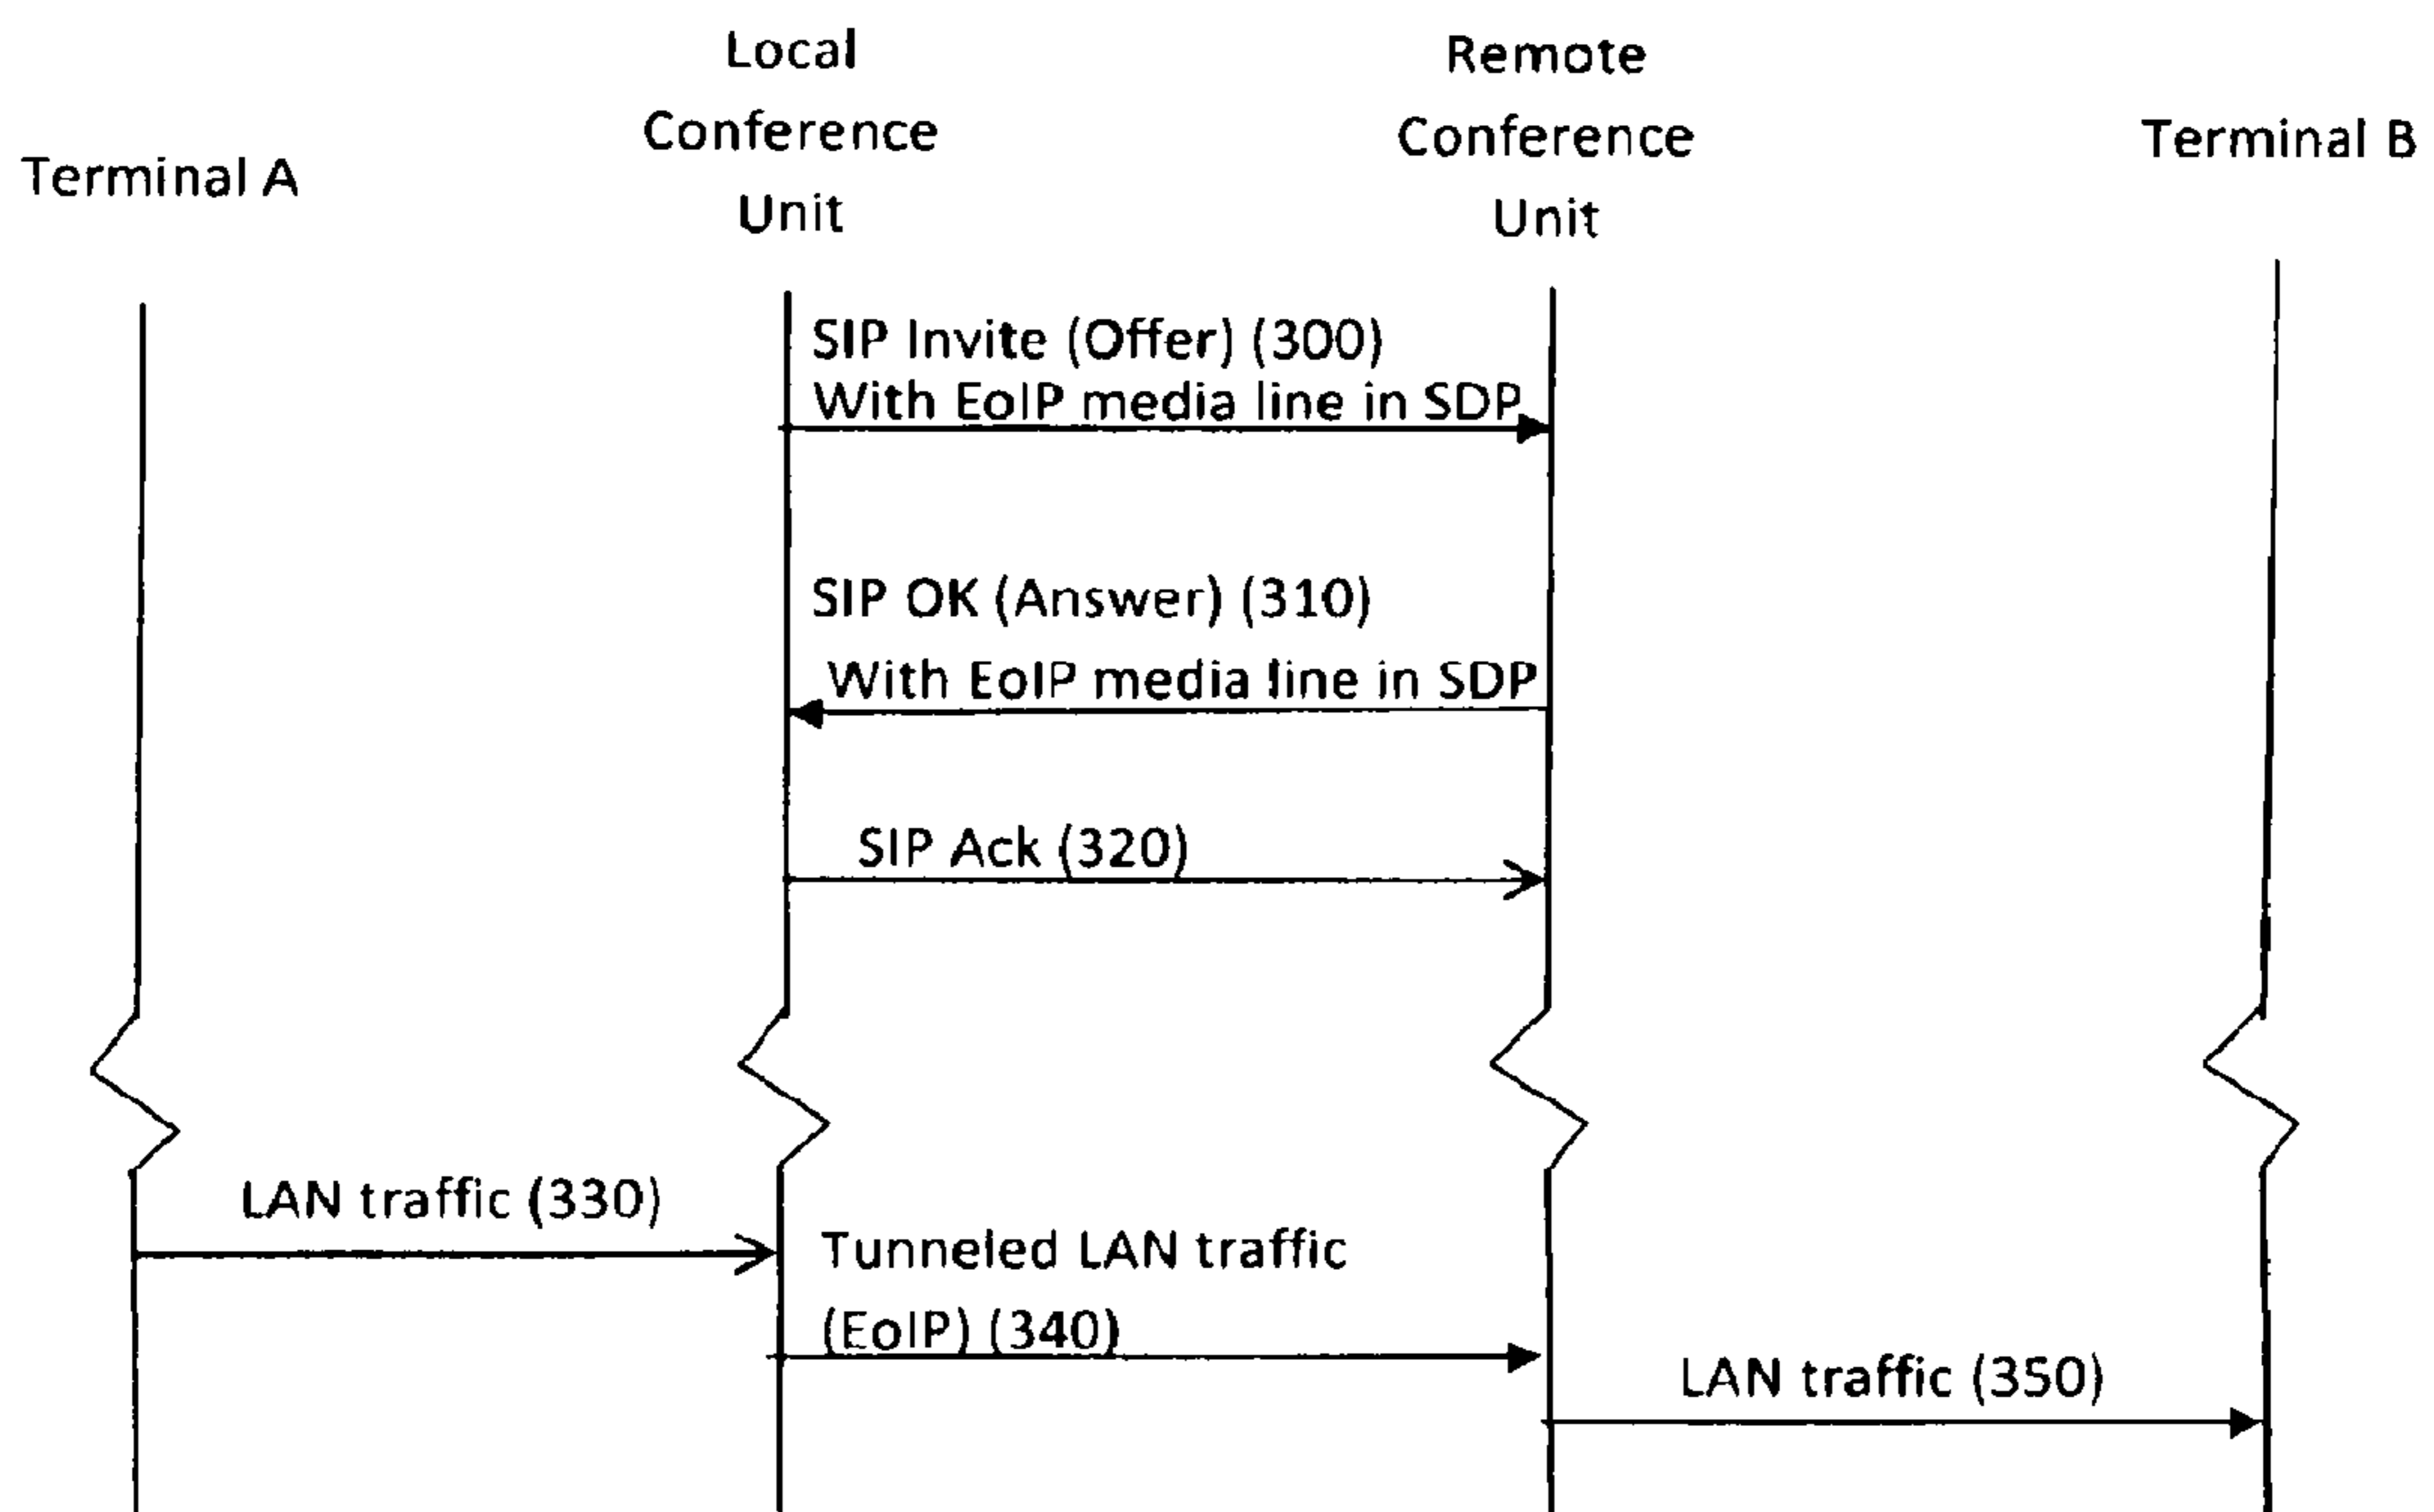 Local
Conference
Unit
Remote
Conference
Unit
Terminal A
Terminal B
SIP Invite (Offer) (300)
With EoIP media line in SDP
SIP OK (Answer) (310)
With EoIP media line in SDP
SIP Ack (320)
LAN traffic (330)
Tunneled LAN traffic
(EoIP) (340)
LAN traffic (350)